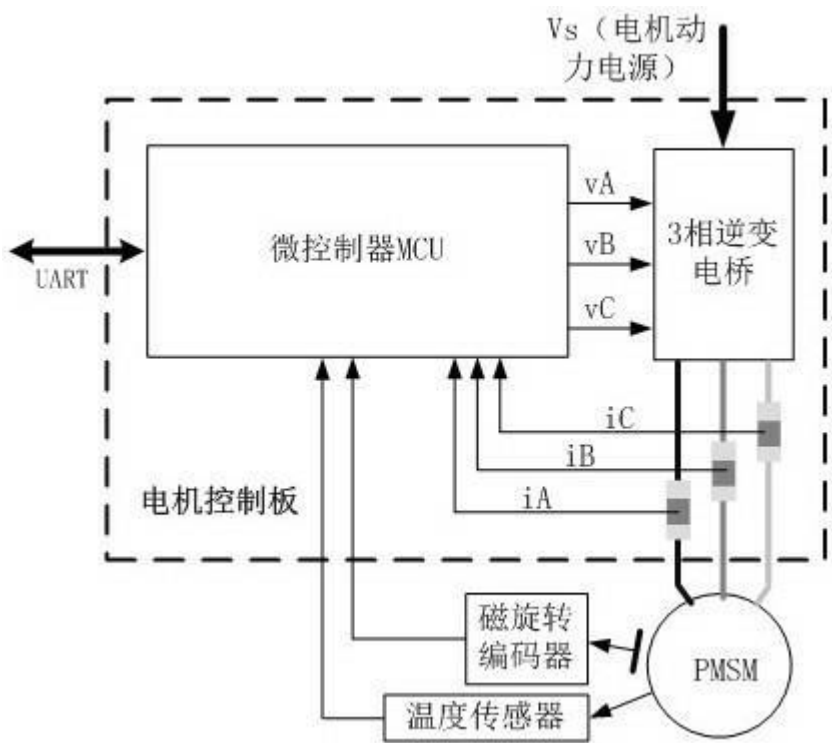 Vs（电机动
力电源）
vA
微控制器MCU
3相逆变
电桥
vB
UART
vC
iC
iB
电机控制板
iA
磁旋转
编码器
PMSM
温度传感器